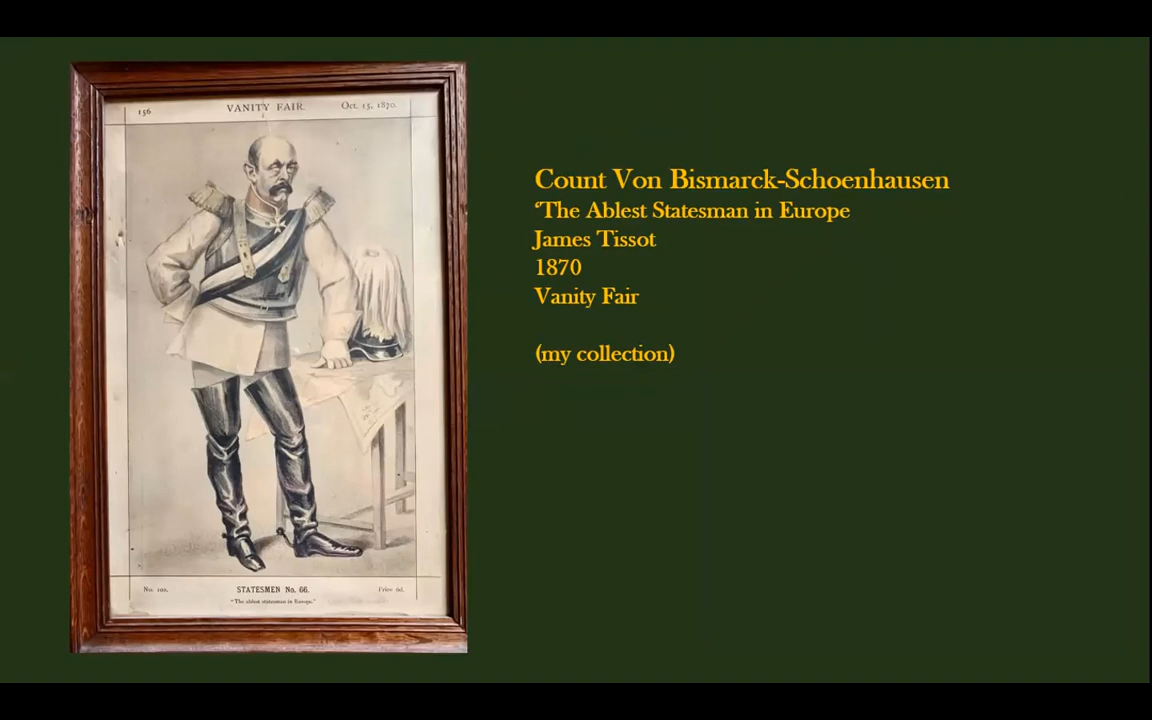 156 VANITY FAIR. Oct. 15, 1870.
No. 102. STATESMEN No. 66. Price 6d.
"The ablest statesman in Europe."
Count Von Bismarck-Schoenhausen
‘The Ablest Statesman in Europe
James Tissot
1870
Vanity Fair
(my collection)